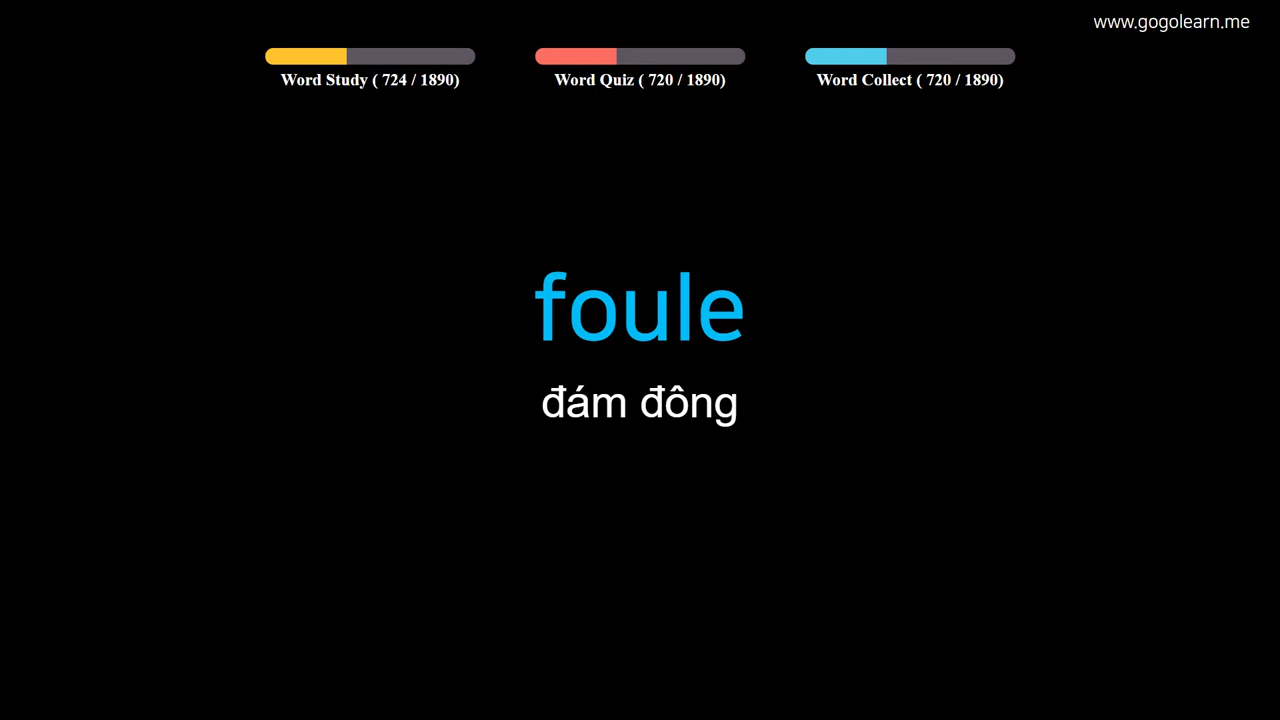 www.gogolearn.me
Word Study ( 724 / 1890)
Word Quiz ( 720 / 1890)
Word Collect ( 720 / 1890)
foule
đám đông